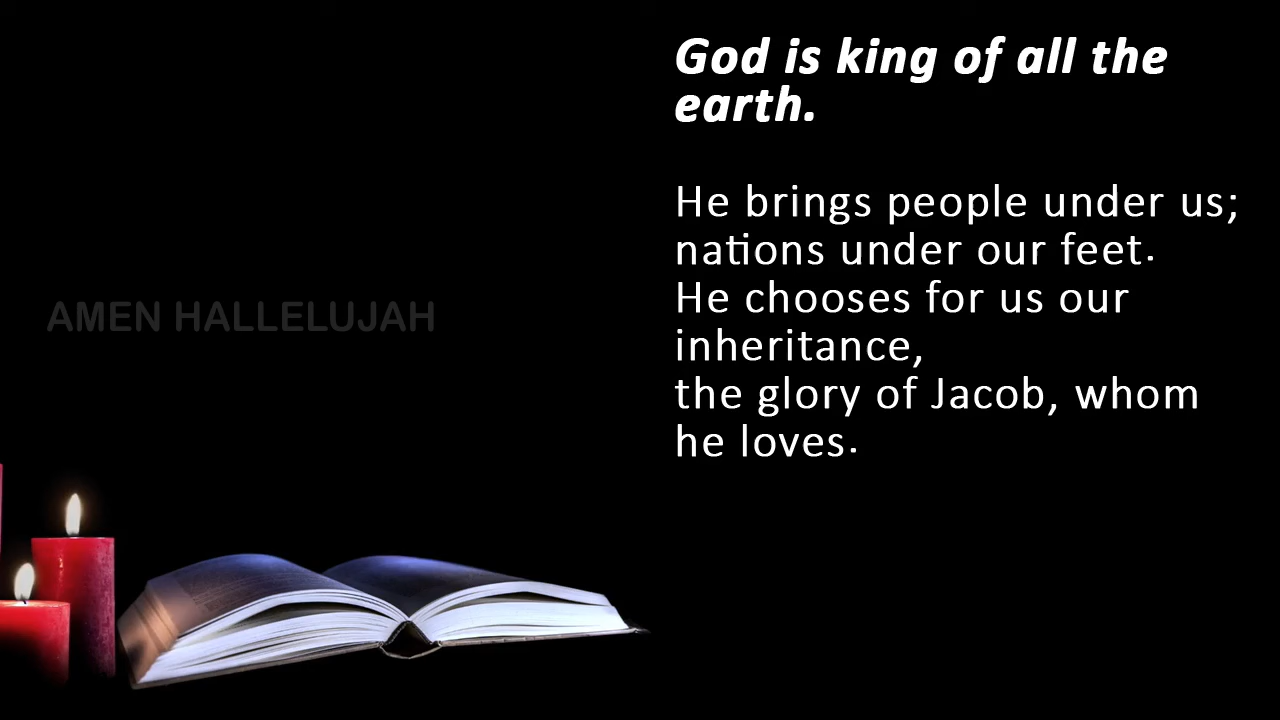 God is king of all the
earth.
He brings people under us;
nations under our feet.
He chooses for us our
inheritance,
the glory of Jacob, whom
he loves.
AMEN HALLELUJAH